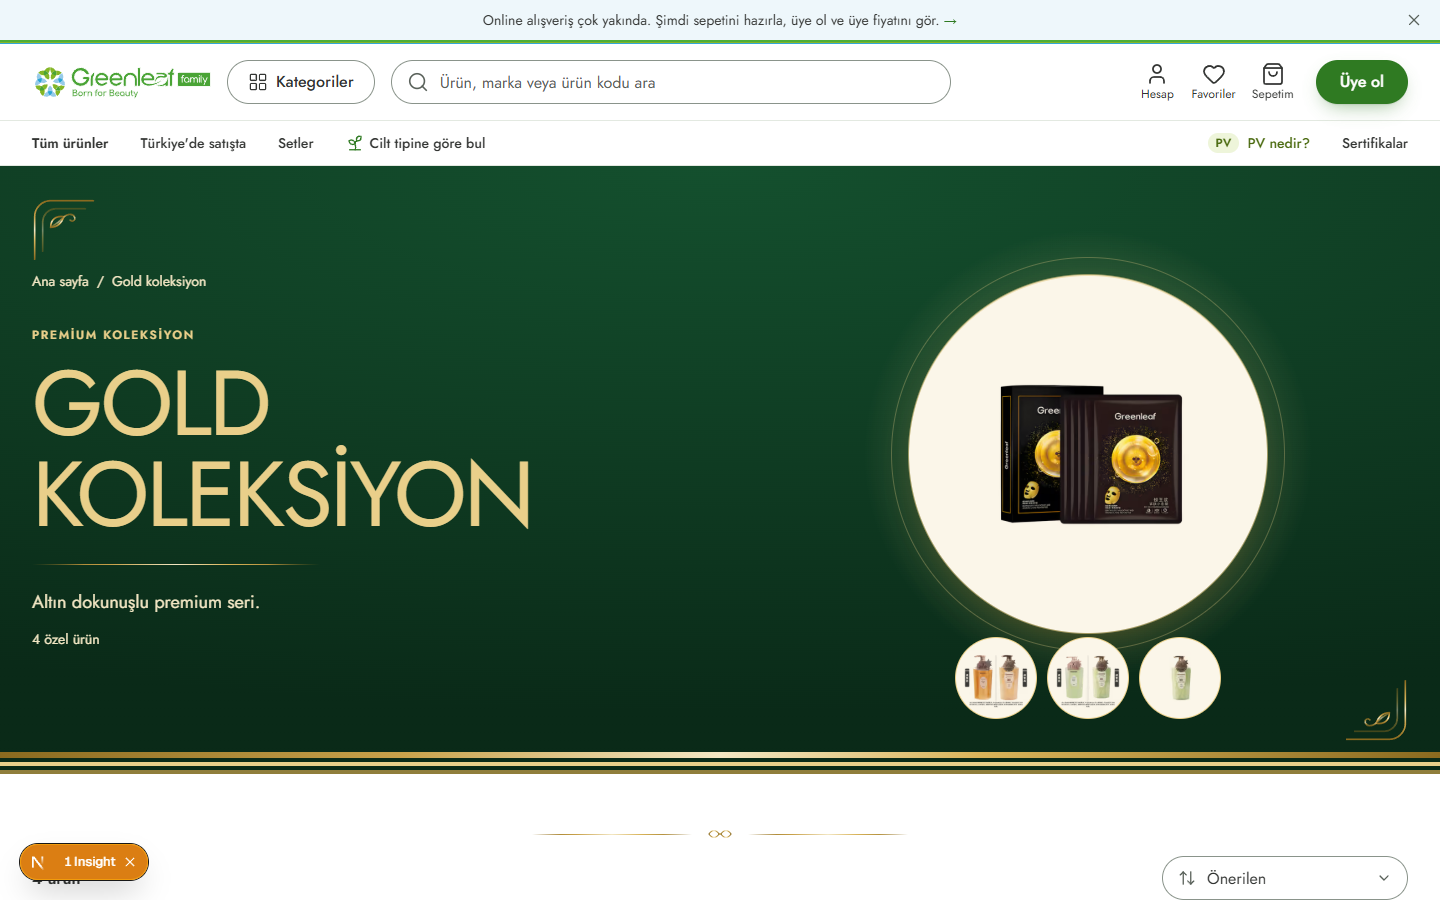 Online alışveriş çok yakında. Şimdi sepetini hazırla, üye ol ve üye fiyatını gör. →
Greenleaf family
Born for Beauty
Kategoriler
Ürün, marka veya ürün kodu ara
Hesap
Favoriler
Sepetim
Üye ol
Tüm ürünler
Türkiye'de satışta
Setler
Cilt tipine göre bul
PV
PV nedir?
Sertifikalar
Ana sayfa / Gold koleksiyon
PREMİUM KOLEKSİYON
GOLD
KOLEKSİYON
Greenleaf
Altın dokunuşlu premium seri.
4 özel ürün
1 Insight
Önerilen